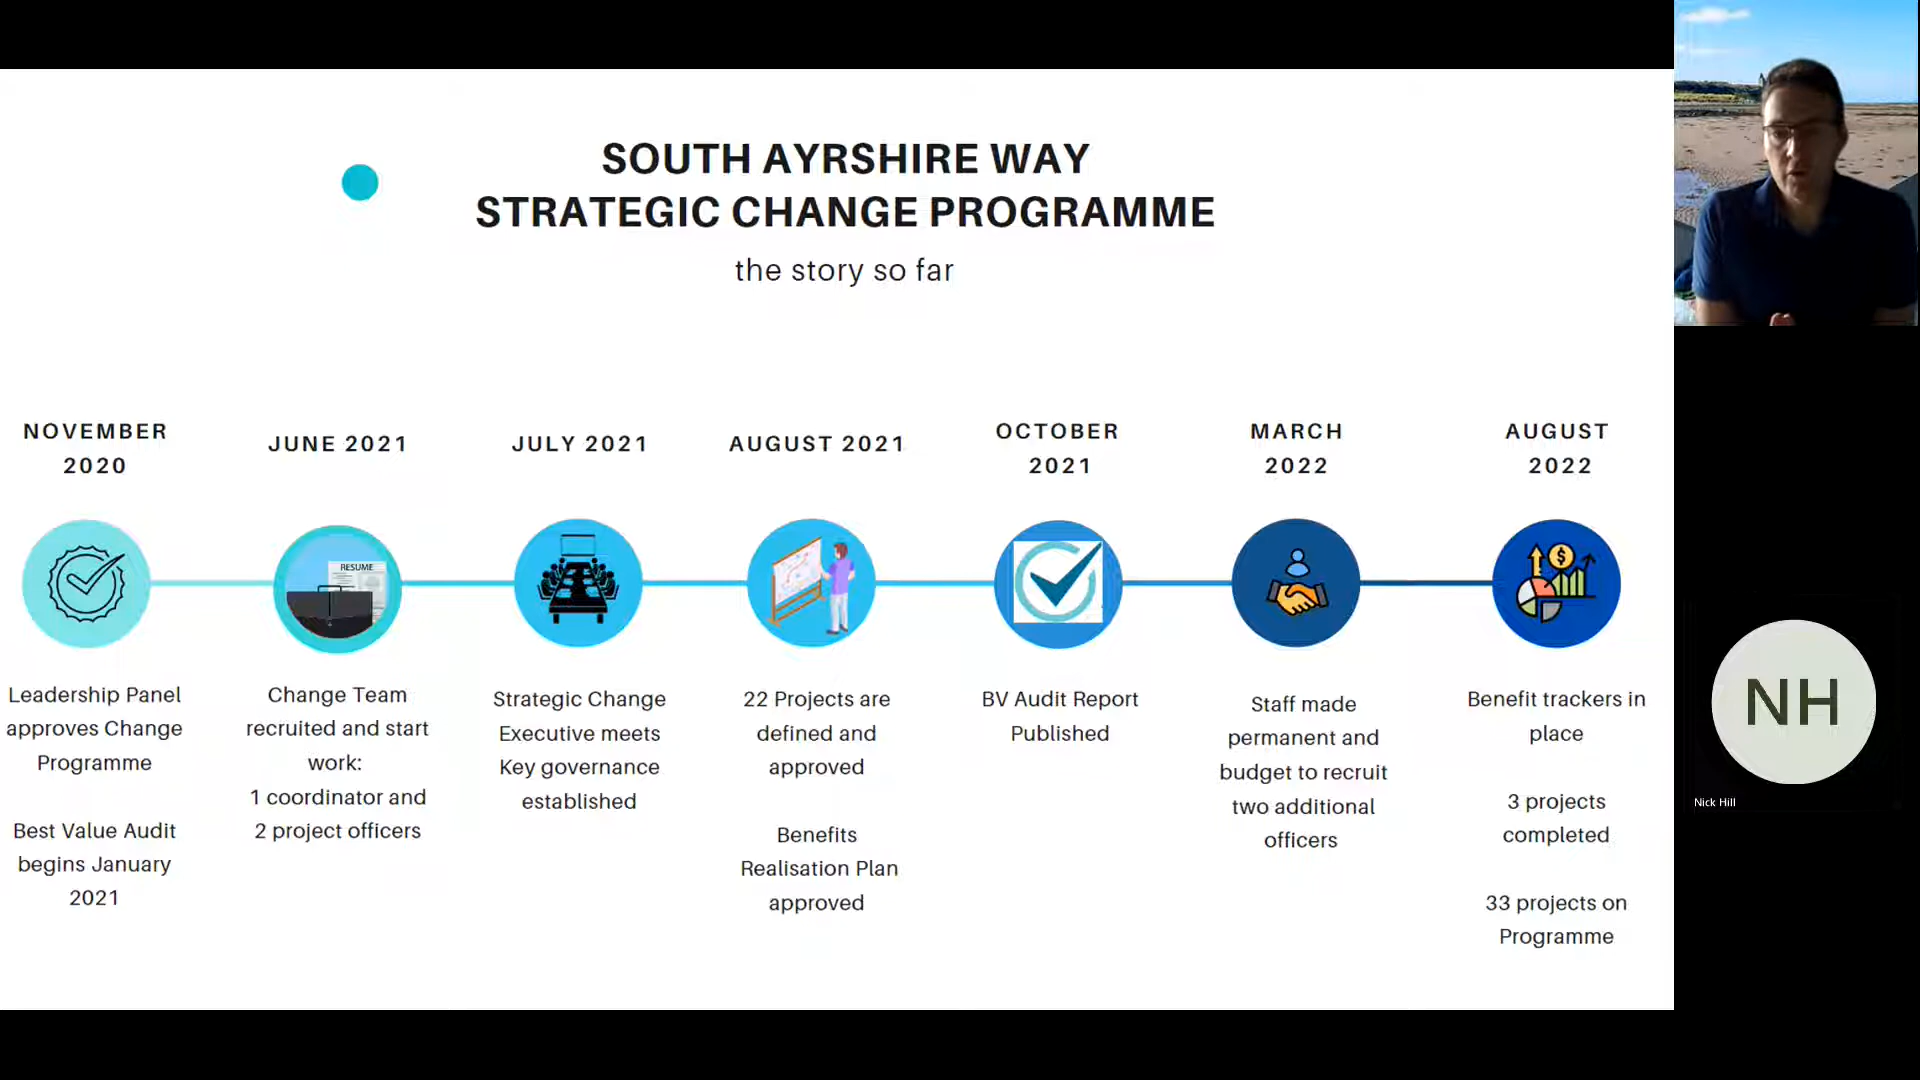 SOUTH AYRSHIRE WAY
STRATEGIC CHANGE PROGRAMME
the story so far
NOVEMBER
2020
JUNE 2021
JULY 2021
AUGUST 2021
OCTOBER
2021
MARCH
2022
AUGUST
2022
RESUME
$
Leadership Panel
approves Change
Programme
Best Value Audit
begins January
2021
Change Team
recruited and start
work:
1 coordinator and
2 project officers
Strategic Change
Executive meets
Key governance
established
22 Projects are
defined and
approved
Benefits
Realisation Plan
approved
BV Audit Report
Published
Staff made
permanent and
budget to recruit
two additional
officers
Benefit trackers in
place
3 projects
completed
33 projects on
Programme
NH
Nick Hill